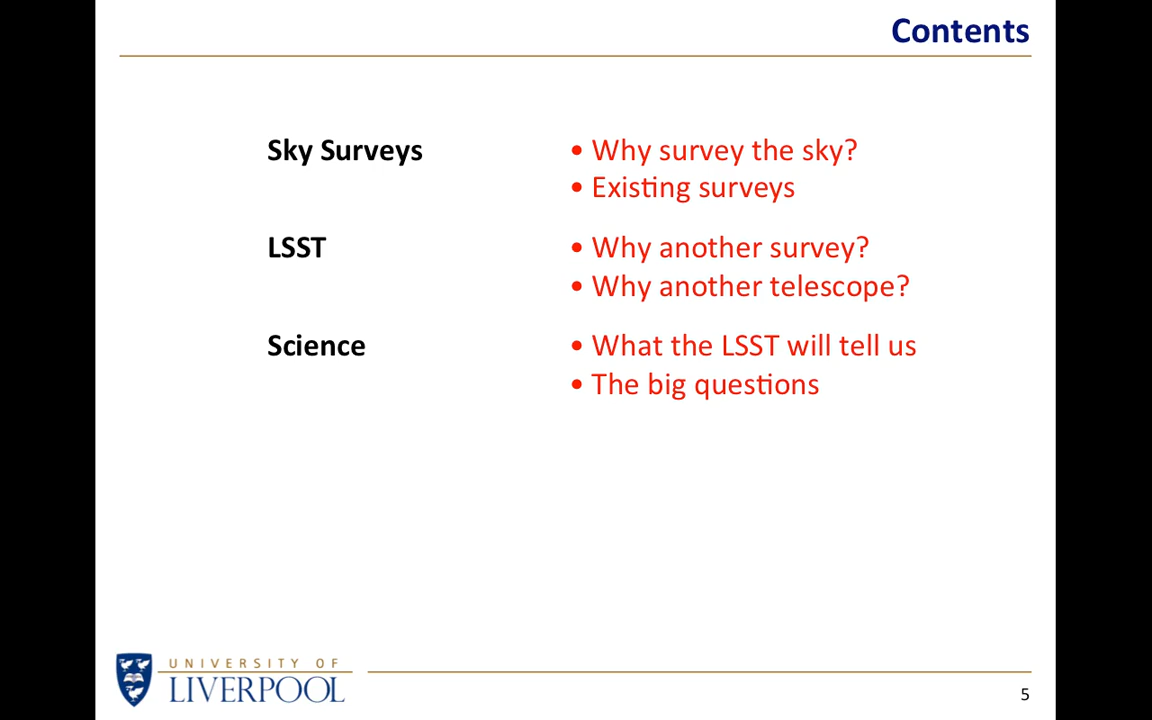 Contents
Sky Surveys
• Why survey the sky?
• Existing surveys
LSST
• Why another survey?
• Why another telescope?
Science
• What the LSST will tell us
• The big questions
UNIVERSITY OF
LIVERPOOL
5